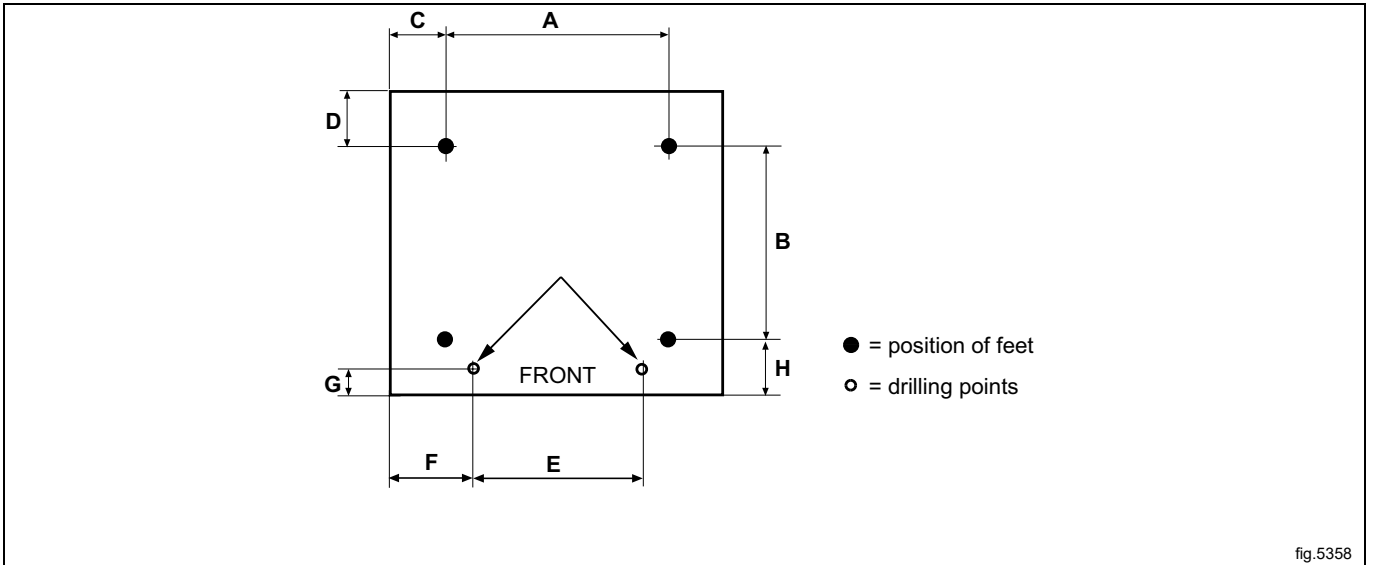 C
A
D
B
● = position of feet
H
G
FRONT
○ = drilling points
F
E
fig.5358